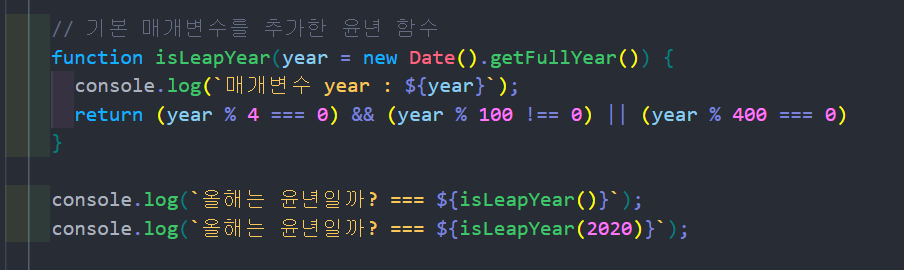 // 기본 매개변수를 추가한 윤년 함수
function isLeapYear(year = new Date().getFullYear()) {
console.log(`매개변수 year : ${year}`);
return (year % 4 === 0) && (year % 100 !== 0) || (year % 400 === 0)
}
console.log(`올해는 윤년일까? === ${isLeapYear()}`);
console.log(`올해는 윤년일까? === ${isLeapYear(2020)}`);